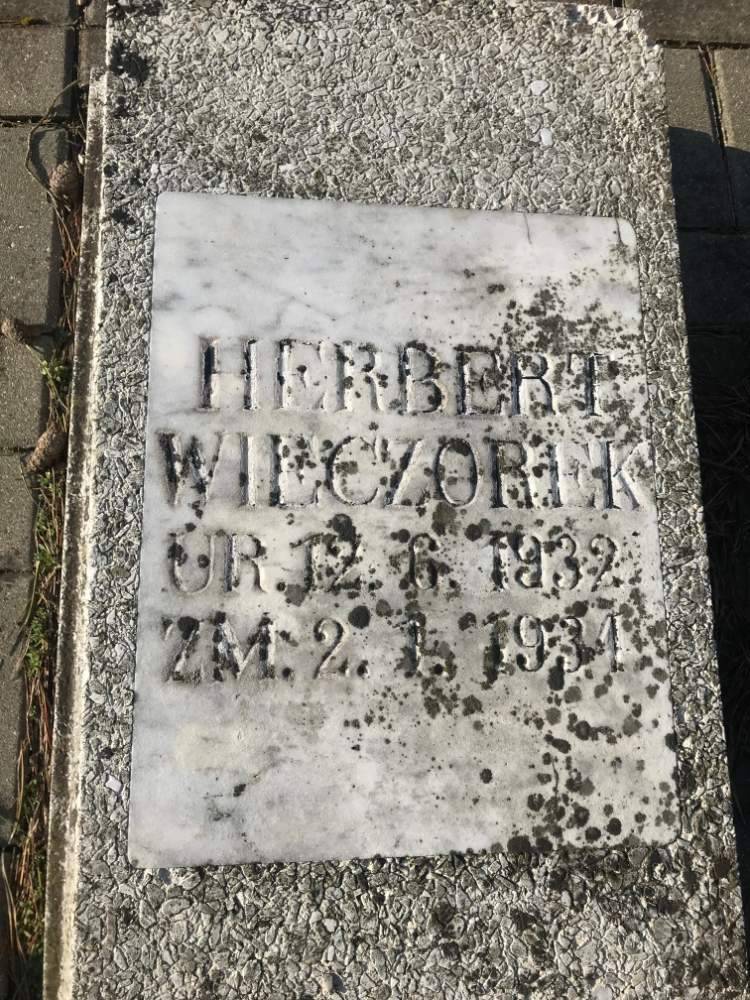 HERBERT
WIECZOREK
UR. 12. 6. 1932
ZM. 2. 1. 1934